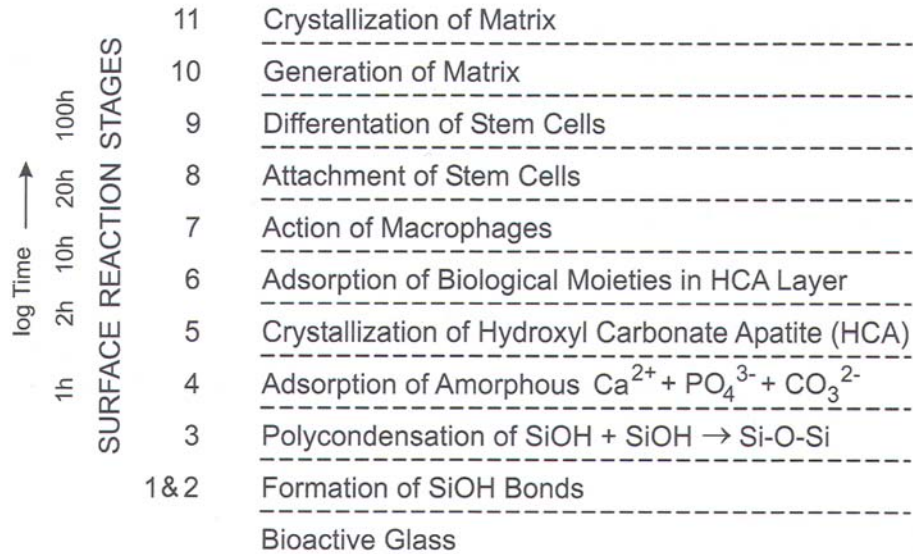 11 Crystallization of Matrix
10 Generation of Matrix
9 Differentation of Stem Cells
8 Attachment of Stem Cells
7 Action of Macrophages
6 Adsorption of Biological Moieties in HCA Layer
5 Crystallization of Hydroxyl Carbonate Apatite (HCA)
4 Adsorption of Amorphous Ca²⁺ + PO₄³⁻ + CO₃²⁻
3 Polycondensation of SiOH + SiOH → Si-O-Si
1 & 2 Formation of SiOH Bonds
Bioactive Glass
SURFACE REACTION STAGES
1h 2h 10h 20h 100h
log Time →